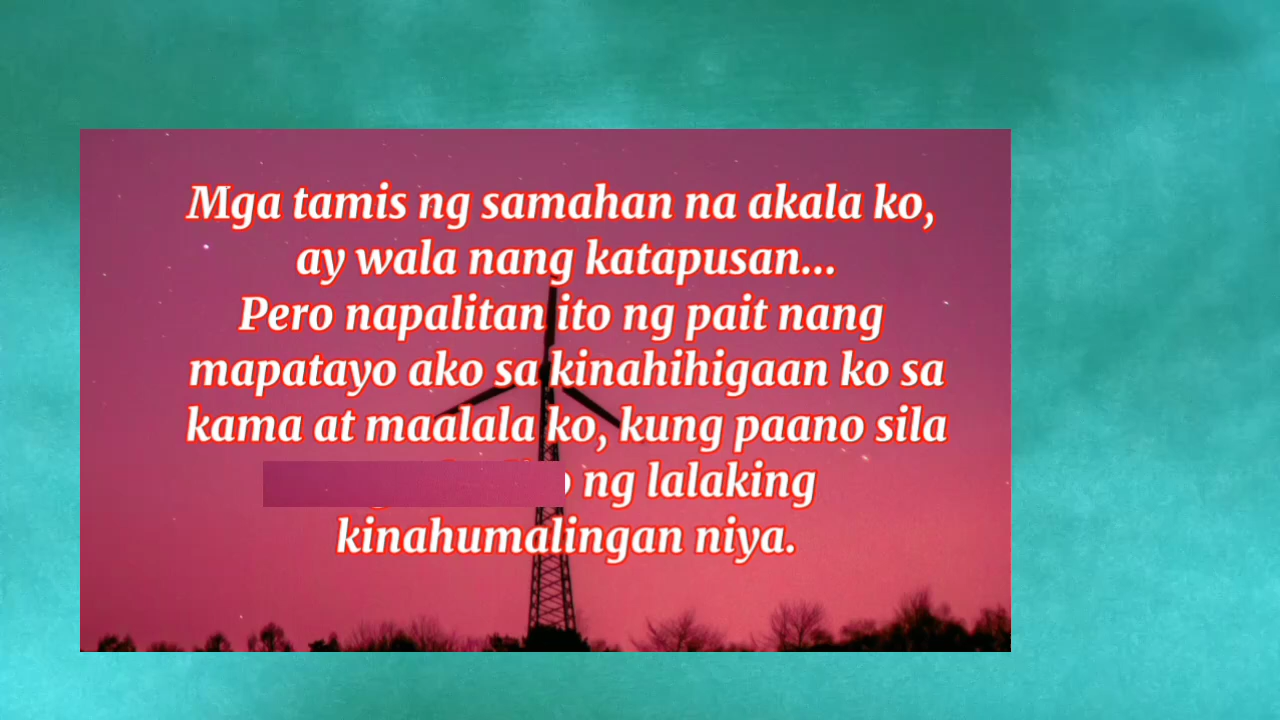 Mga tamis ng samahan na akala ko,
ay wala nang katapusan...
Pero napalitan ito ng pait nang
mapatayo ako sa kinahihigaan ko sa
kama at maalala ko, kung paano sila
ng lalaking
kinahumalingan niya.